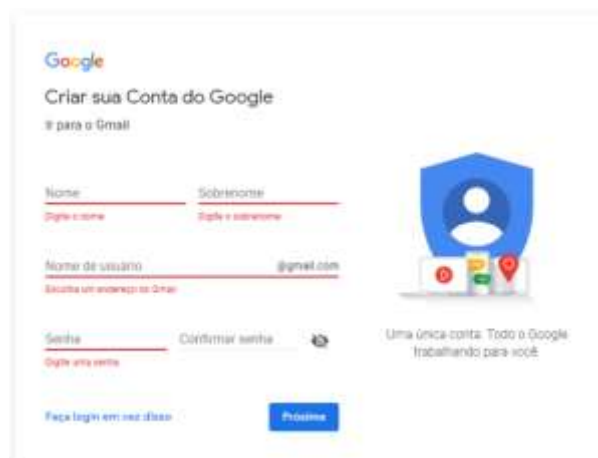 Google
Criar sua Conta do Google
Ir para o Gmail
Nome Sobrenome
Digite o nome Digite o sobrenome
Nome de usuário @gmail.com
Escolha um endereço do Gmail
Senha Confirmar senha
Digite uma senha
Uma única conta. Todo o Google
trabalhando para você
Faça login em vez disso Próxima